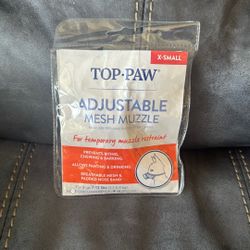 X-SMALL
TOP•PAW
ADJUSTABLE
MESH MUZZLE
For temporary muzzle restraint
PREVENTS BITING,
CHEWING & BARKING.
ALLOWS PANTING & DRINKING.
BREATHABLE MESH &
PADDED NOSE BAND